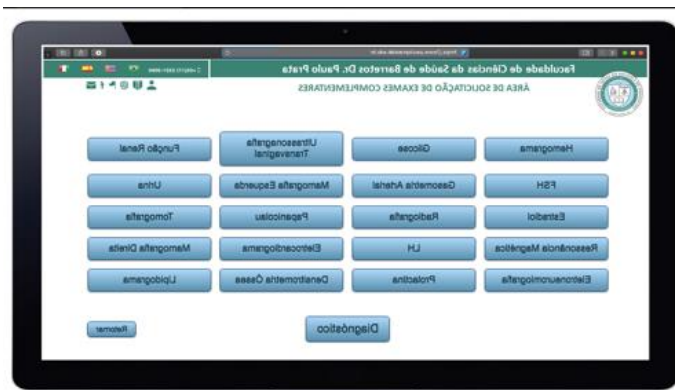 Faculdade de Ciências da Saúde de Barretos Dr. Paulo Prata
ÁREA DE SOLICITAÇÃO DE EXAMES COMPLEMENTARES
Hemograma
Glicose
Ultrassonografia
Transvaginal
Função Renal
FSH
Gasometria Arterial
Mamografia Esquerda
Urina
Estradiol
Radiografia
Papanicolau
Tomografia
Ressonância Magnética
LH
Eletrocardiograma
Mamografia Direita
Eletroneuromiografia
Prolactina
Densitometria Óssea
Lipidograma
Diagnóstico
Retornar